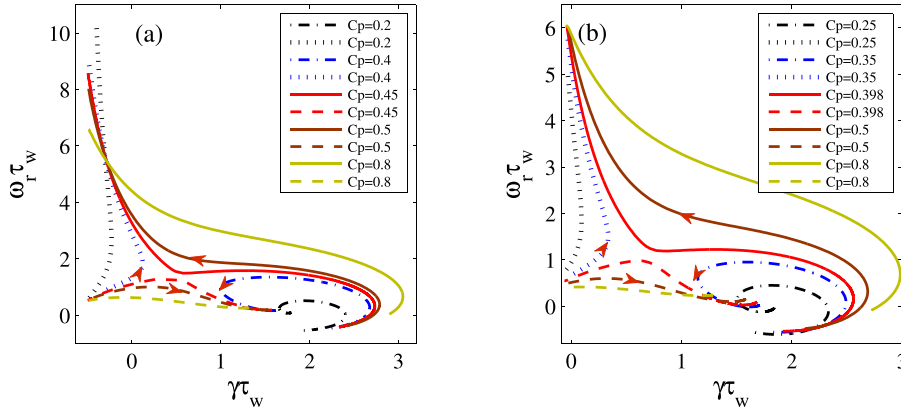 (a)
10
8
6
4
2
0
ω_r τ_w
0
1
2
3
γτ_w
Cp=0.2
Cp=0.2
Cp=0.4
Cp=0.4
Cp=0.45
Cp=0.45
Cp=0.5
Cp=0.5
Cp=0.8
Cp=0.8
(b)
6
5
4
3
2
1
0
ω_r τ_w
0
1
2
3
γτ_w
Cp=0.25
Cp=0.25
Cp=0.35
Cp=0.35
Cp=0.398
Cp=0.398
Cp=0.5
Cp=0.5
Cp=0.8
Cp=0.8